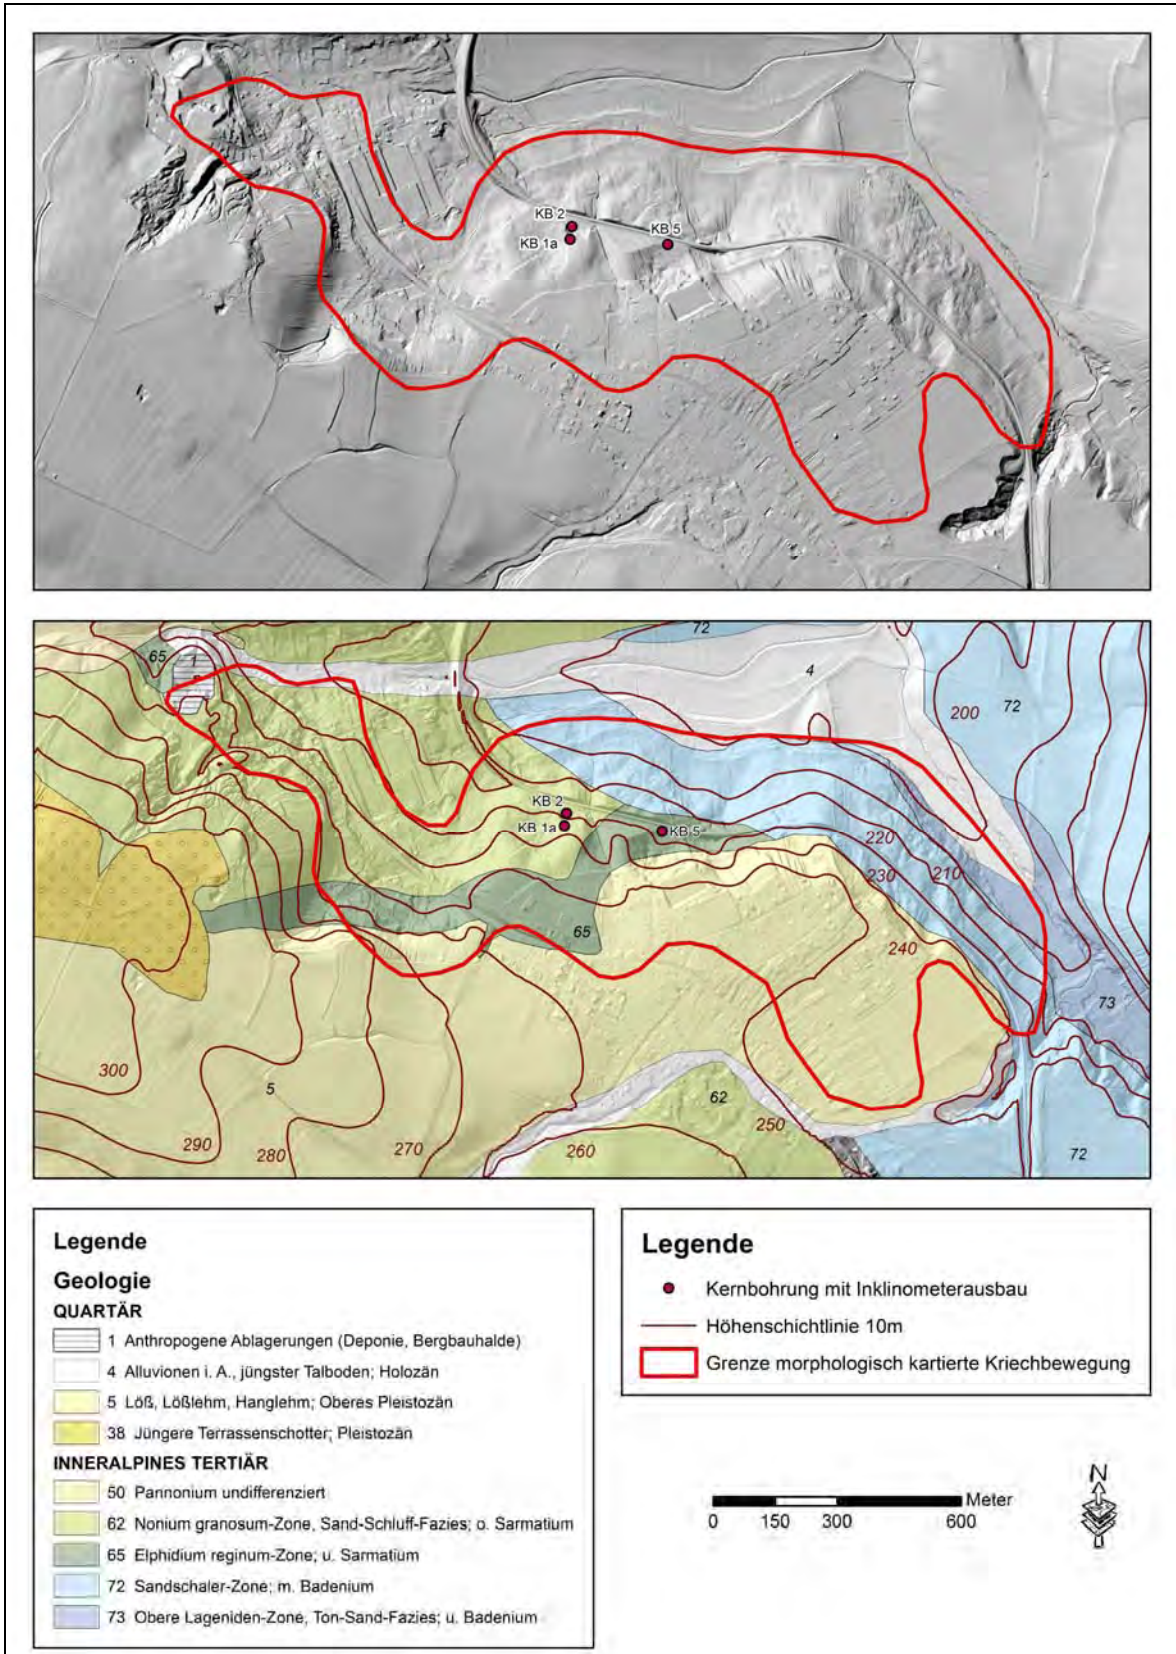 KB 2
KB 1a
KB 5
72
65
1
4
200
72
KB 2
KB 1a
KB 5
220
210
230
65
240
73
300
5
62
250
290
280
270
260
72
Legende
Geologie
QUARTÄR
1 Anthropogene Ablagerungen (Deponie, Bergbauhalde)
4 Alluvionen i. A., jüngster Talboden; Holozän
5 Löß, Lößlehm, Hanglehm; Oberes Pleistozän
38 Jüngere Terrassenschotter; Pleistozän
INNERALPINES TERTIÄR
50 Pannonium undifferenziert
62 Nonium granosum-Zone, Sand-Schluff-Fazies; o. Sarmatium
65 Elphidium reginum-Zone; u. Sarmatium
72 Sandschaler-Zone; m. Badenium
73 Obere Lageniden-Zone, Ton-Sand-Fazies; u. Badenium
Legende
Kernbohrung mit Inklinometerausbau
Höhenschichtlinie 10m
Grenze morphologisch kartierte Kriechbewegung
N
Meter
0 150 300 600